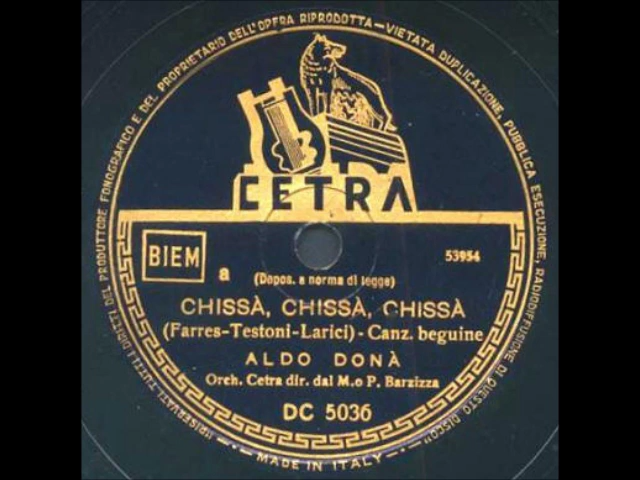 TUTTI I DIRITTI DEL PRODUTTORE FONOGRAFICO E DEL PROPRIETARIO DELL'OPERA RIPRODOTTA - VIETATA DUPLICAZIONE, PUBBLICA ESECUZIONE, RADIODIFFUSIONE DI QUESTO DISCO
RISERVATI.
CETRA
BIEM
a
53954
(Depos. a norma di legge)
CHISSÀ, CHISSÀ, CHISSÀ
(Farres-Testoni-Larici) - Canz. beguine
ALDO DONÀ
Orch. Cetra dir. dal M.o P. Barzizza
DC 5036
MADE IN ITALY